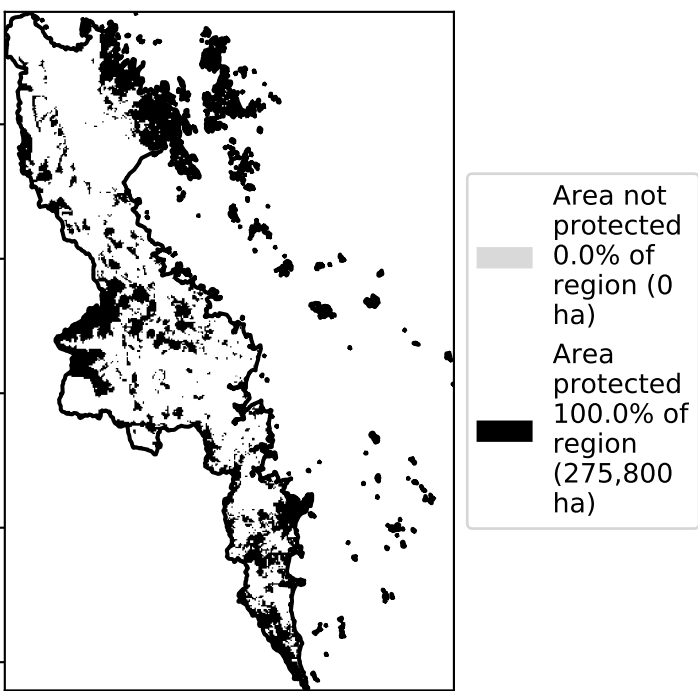 Area not
protected
0.0% of
region (0
ha)
Area
protected
100.0% of
region
(275,800
ha)